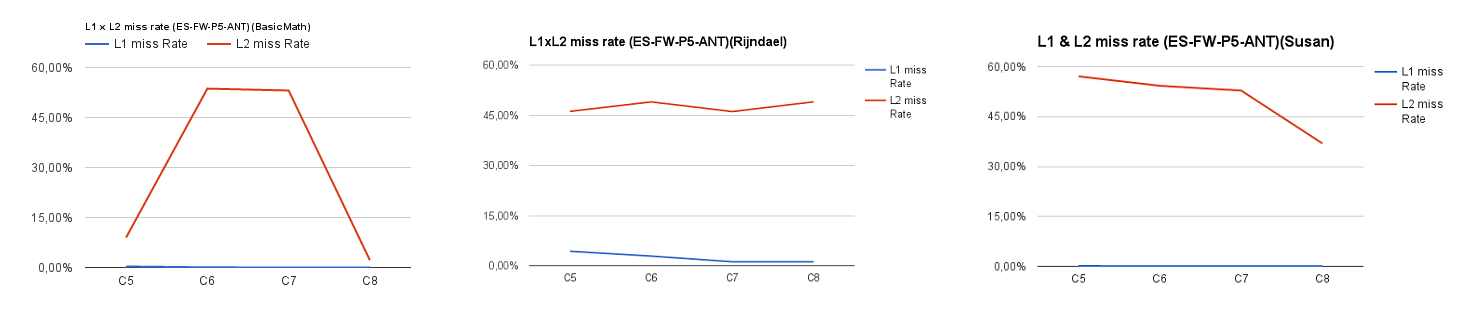 L1 x L2 miss rate (ES-FW-P5-ANT)(BasicMath)
L1 miss Rate
L2 miss Rate
60,00%
45,00%
30,00%
15,00%
0,00%
C5
C6
C7
C8
L1xL2 miss rate (ES-FW-P5-ANT)(Rijndael)
60,00%
45,00%
30,00%
15,00%
0,00%
C5
C6
C7
C8
L1 miss
Rate
L2 miss
Rate
L1 & L2 miss rate (ES-FW-P5-ANT)(Susan)
60,00%
45,00%
30,00%
15,00%
0,00%
C5
C6
C7
C8
L1 miss
Rate
L2 miss
Rate